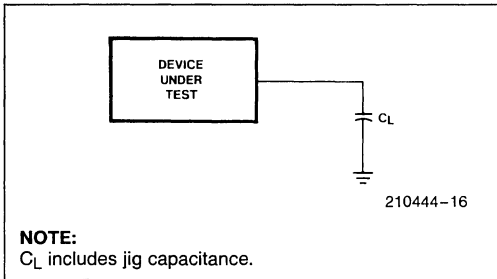 DEVICE
UNDER
TEST
CL
210444–16
NOTE:
CL includes jig capacitance.